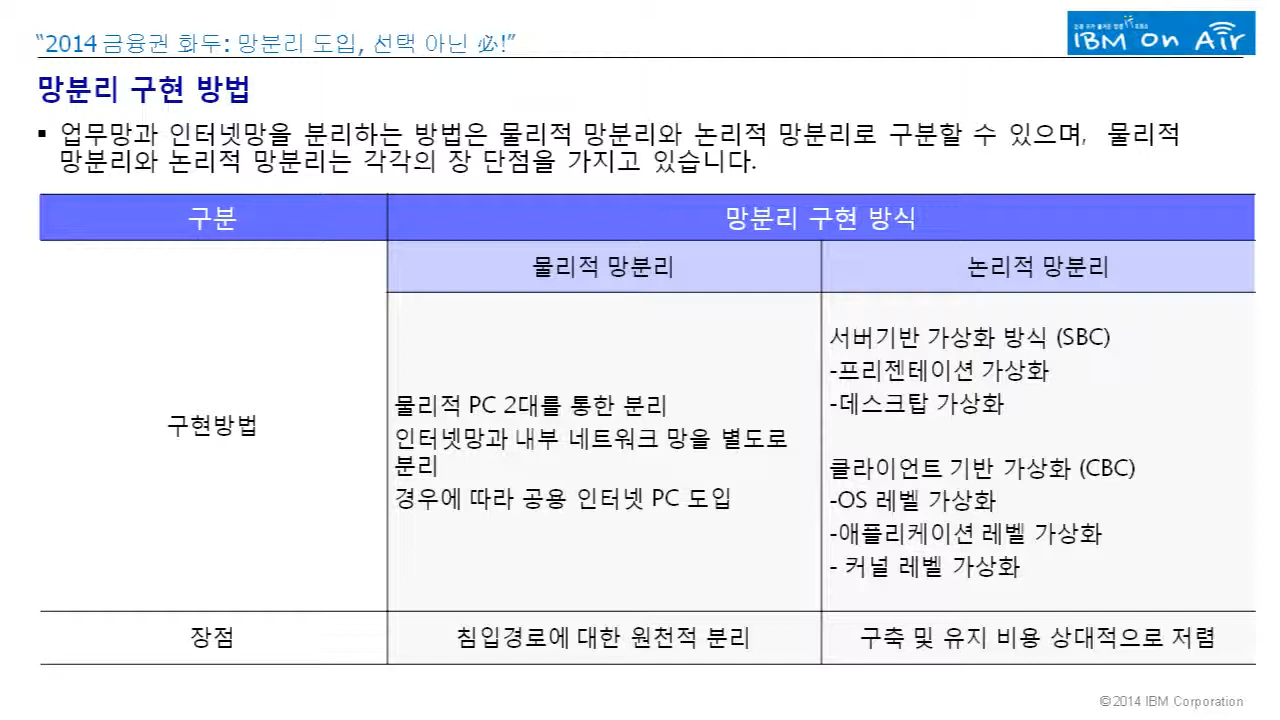 “2014 금융권 화두: 망분리 도입, 선택 아닌 必!”
IBM On Air
망분리 구현 방법
▪ 업무망과 인터넷망을 분리하는 방법은 물리적 망분리와 논리적 망분리로 구분할 수 있으며, 물리적
망분리와 논리적 망분리는 각각의 장 단점을 가지고 있습니다.
구분
망분리 구현 방식
물리적 망분리
논리적 망분리
구현방법
물리적 PC 2대를 통한 분리
인터넷망과 내부 네트워크 망을 별도로
분리
경우에 따라 공용 인터넷 PC 도입
서버기반 가상화 방식 (SBC)
-프리젠테이션 가상화
-데스크탑 가상화
클라이언트 기반 가상화 (CBC)
-OS 레벨 가상화
-애플리케이션 레벨 가상화
- 커널 레벨 가상화
장점
침입경로에 대한 원천적 분리
구축 및 유지 비용 상대적으로 저렴
©2014 IBM Corporation